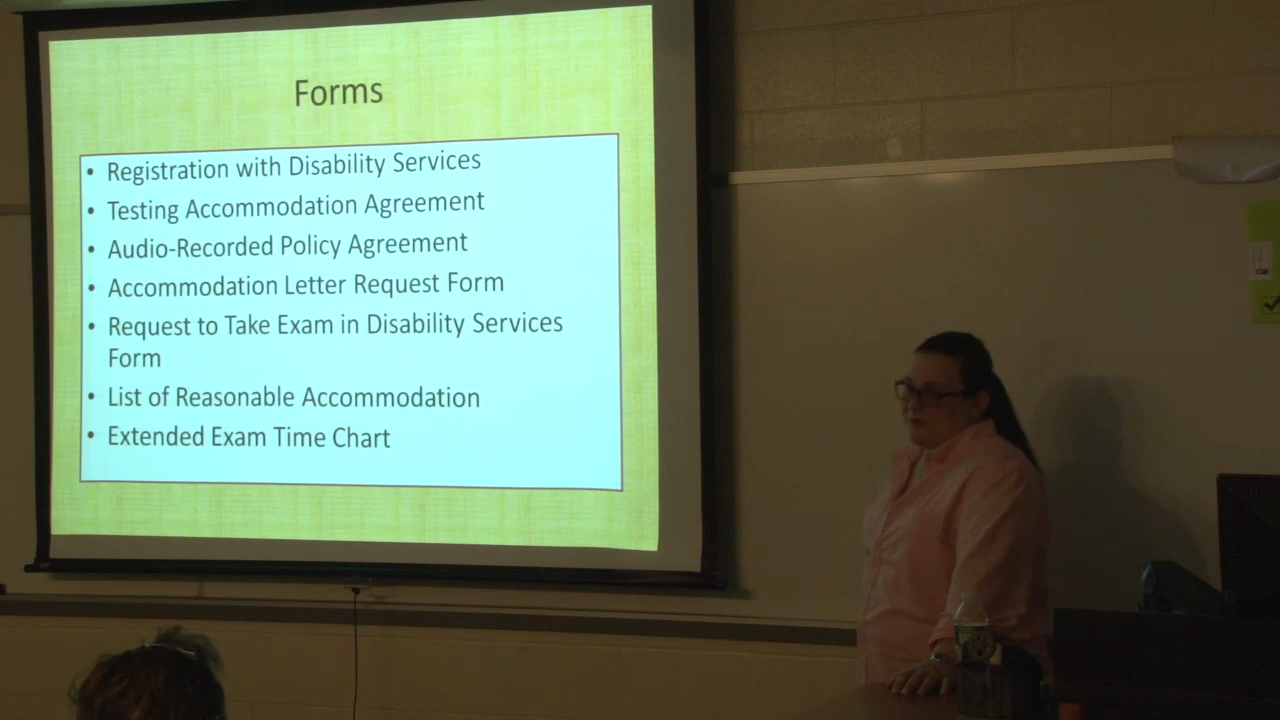 Forms
• Registration with Disability Services
• Testing Accommodation Agreement
• Audio-Recorded Policy Agreement
• Accommodation Letter Request Form
• Request to Take Exam in Disability Services
Form
• List of Reasonable Accommodation
• Extended Exam Time Chart